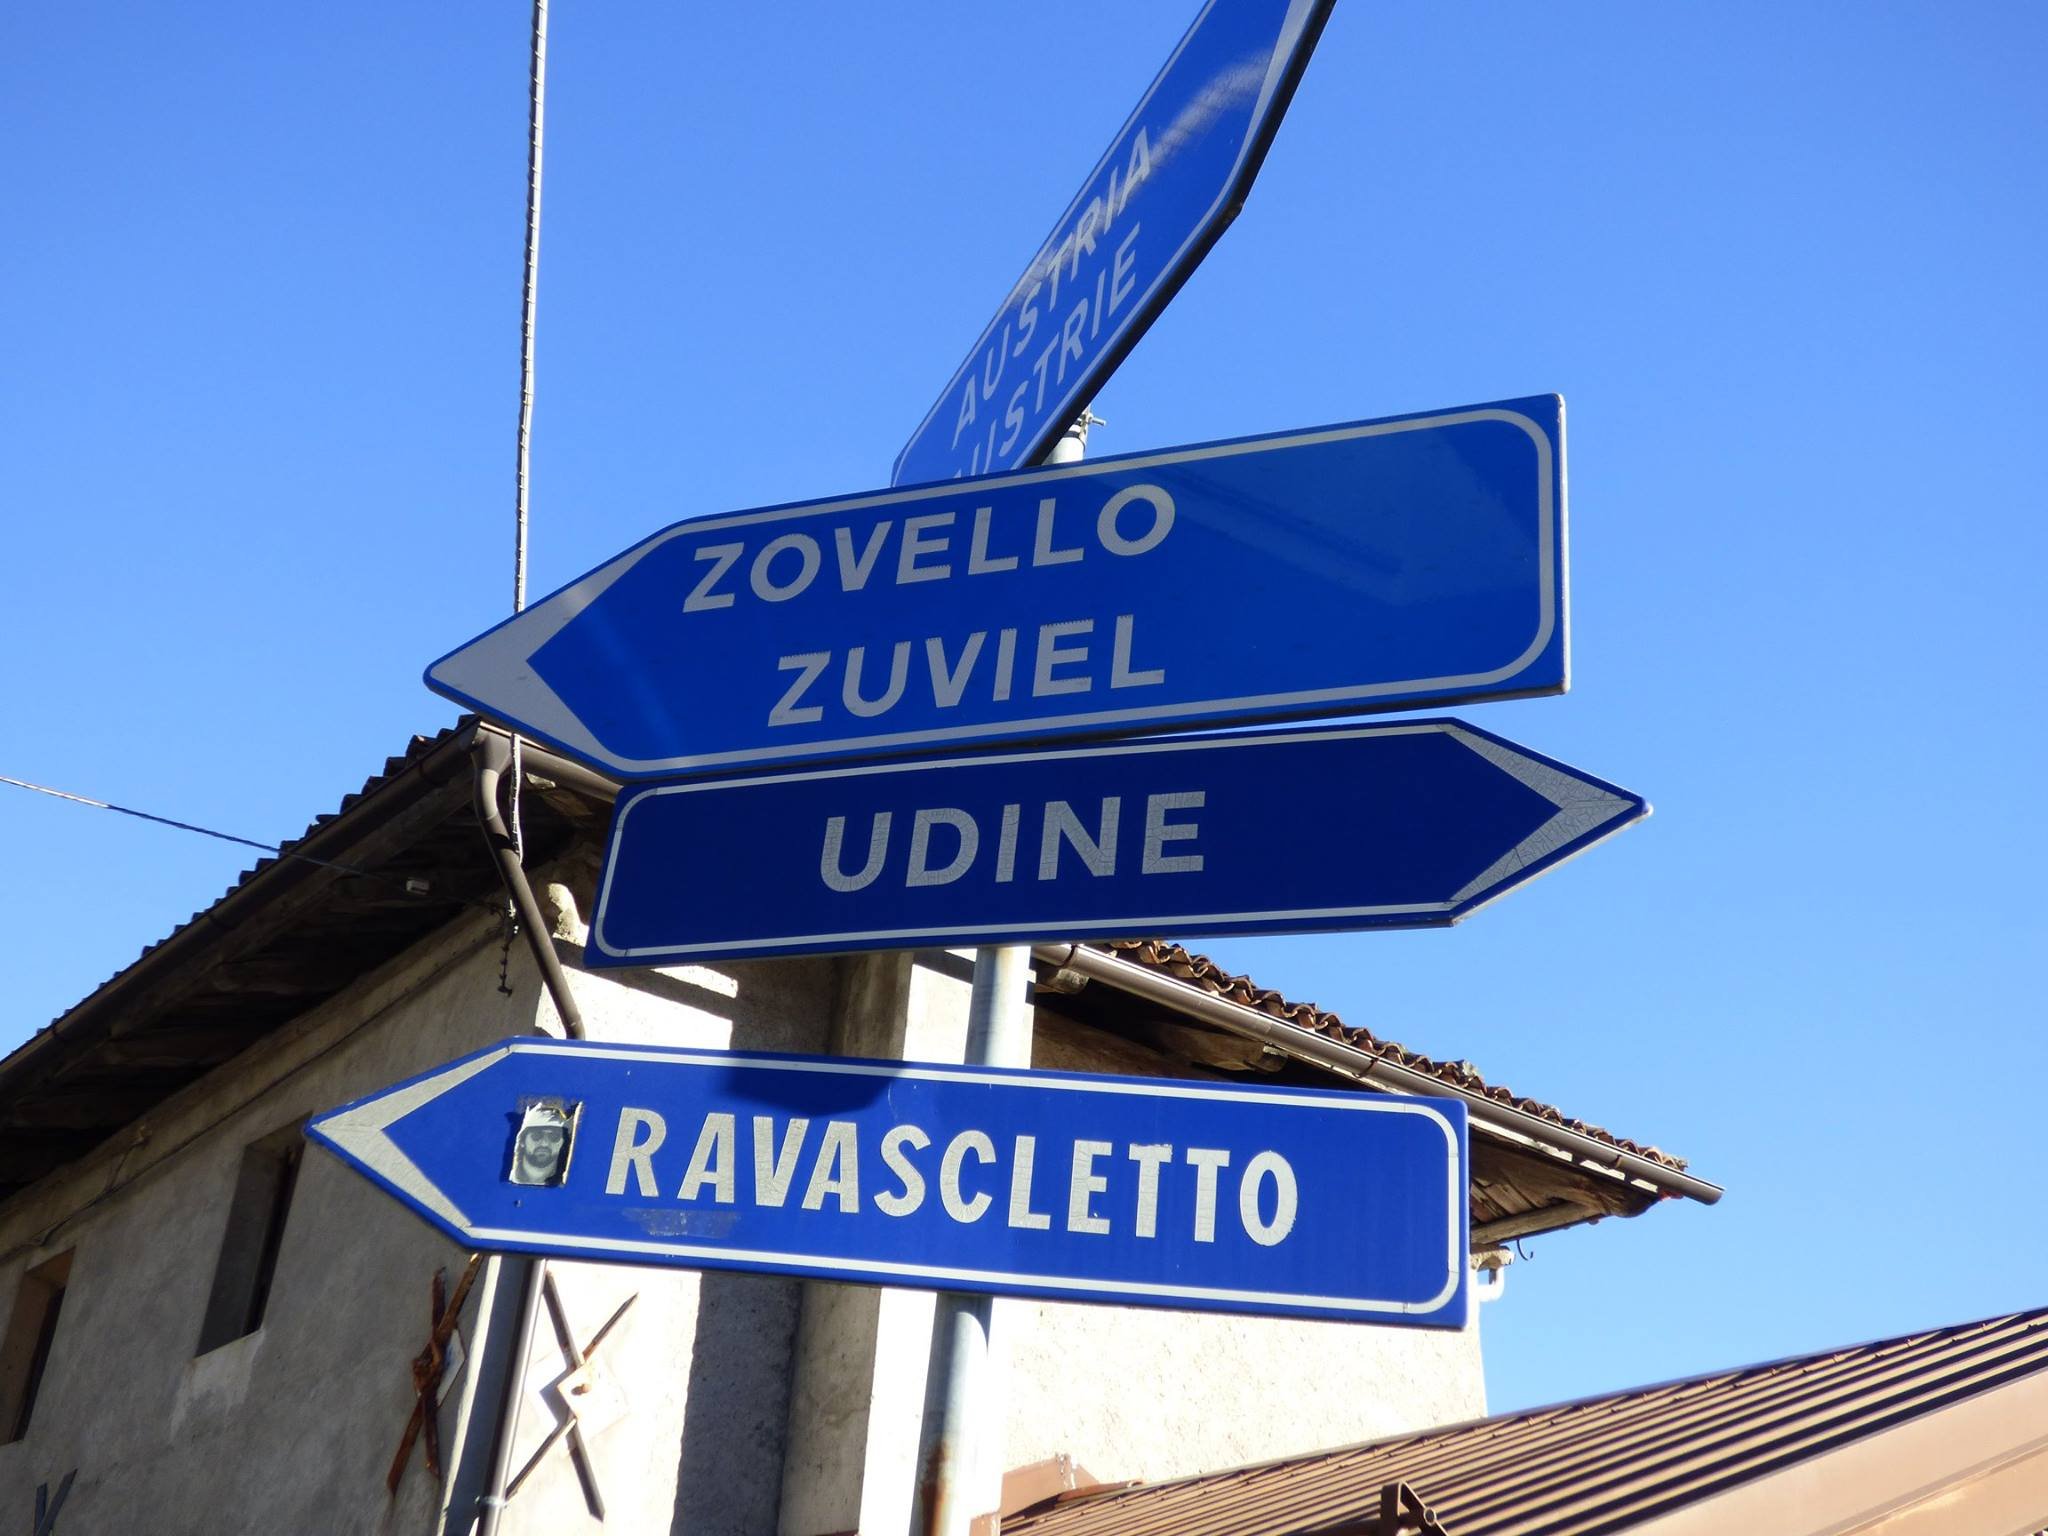 AUSTRIA
AUSTRIE
ZOVELLO
ZUVIEL
UDINE
RAVASCLETTO